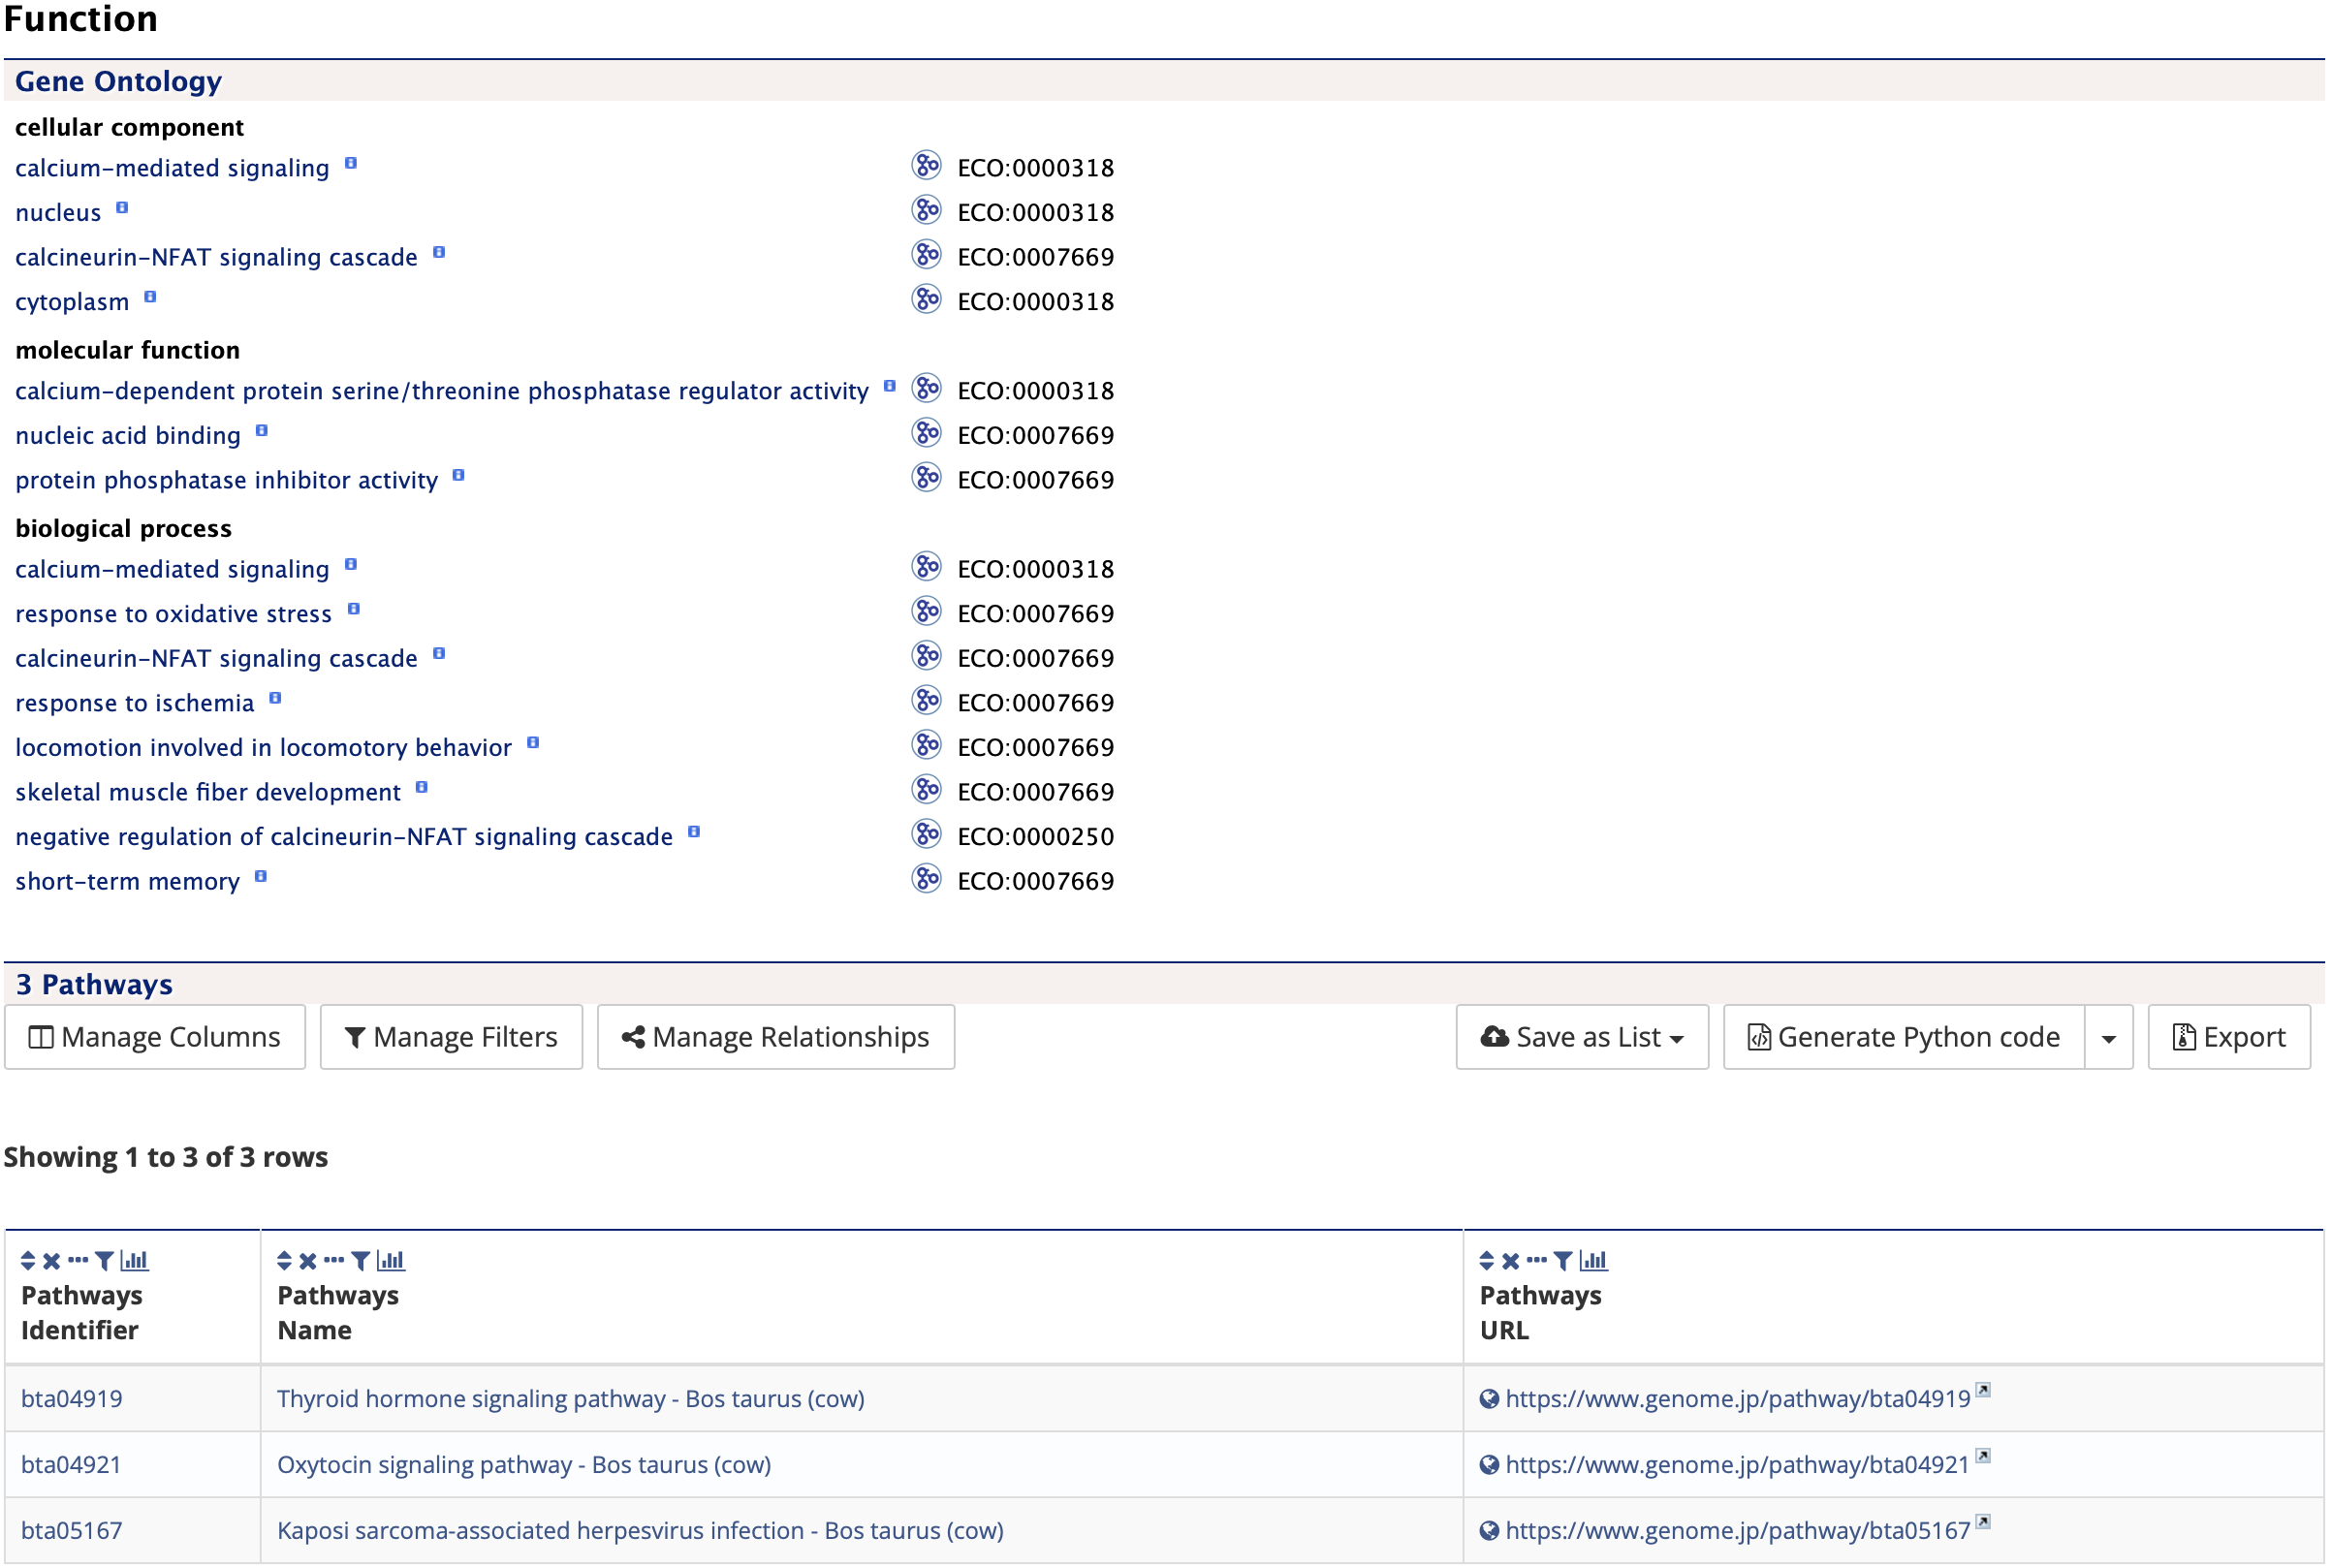 Function
Gene Ontology
cellular component
calcium-mediated signaling ECO:0000318
nucleus ECO:0000318
calcineurin-NFAT signaling cascade ECO:0007669
cytoplasm ECO:0000318
molecular function
calcium-dependent protein serine/threonine phosphatase regulator activity ECO:0000318
nucleic acid binding ECO:0007669
protein phosphatase inhibitor activity ECO:0007669
biological process
calcium-mediated signaling ECO:0000318
response to oxidative stress ECO:0007669
calcineurin-NFAT signaling cascade ECO:0007669
response to ischemia ECO:0007669
locomotion involved in locomotory behavior ECO:0007669
skeletal muscle fiber development ECO:0007669
negative regulation of calcineurin-NFAT signaling cascade ECO:0000250
short-term memory ECO:0007669
3 Pathways
Manage Columns Manage Filters Manage Relationships Save as List Generate Python code Export
Showing 1 to 3 of 3 rows
Pathways Pathways Pathways
Identifier Name URL
bta04919 Thyroid hormone signaling pathway - Bos taurus (cow) https://www.genome.jp/pathway/bta04919
bta04921 Oxytocin signaling pathway - Bos taurus (cow) https://www.genome.jp/pathway/bta04921
bta05167 Kaposi sarcoma-associated herpesvirus infection - Bos taurus (cow) https://www.genome.jp/pathway/bta05167